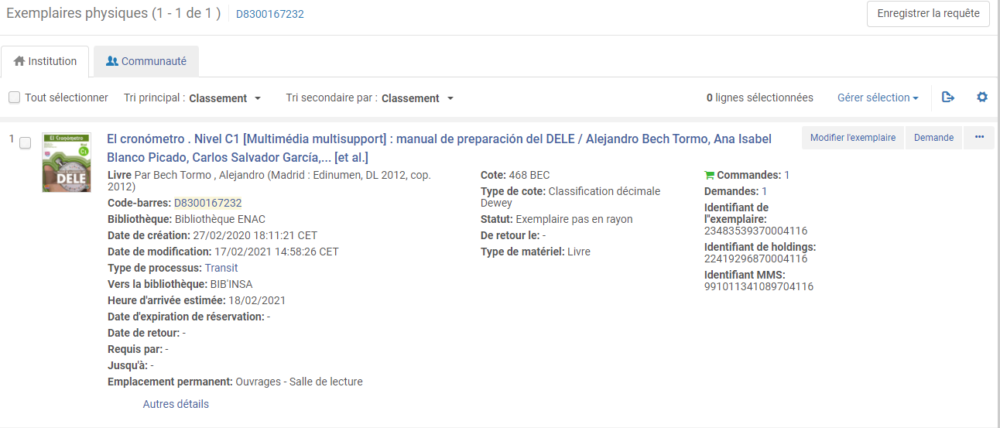 Exemplaires physiques (1 - 1 de 1 ) D8300167232 Enregistrer la requête
Institution Communauté
Tout sélectionner Tri principal : Classement Tri secondaire par : Classement 0 lignes sélectionnées Gérer sélection
1
El Cronómetro
C1
DELE
El cronómetro . Nivel C1 [Multimédia multisupport] : manual de preparación del DELE / Alejandro Bech Tormo, Ana Isabel
Blanco Picado, Carlos Salvador García,... [et al.]
Modifier l'exemplaire Demande ...
Livre Par Bech Tormo , Alejandro (Madrid : Edinumen, DL 2012, cop.
2012)
Code-barres: D8300167232
Bibliothèque: Bibliothèque ENAC
Date de création: 27/02/2020 18:11:21 CET
Date de modification: 17/02/2021 14:58:26 CET
Type de processus: Transit
Vers la bibliothèque: BIB'INSA
Heure d'arrivée estimée: 18/02/2021
Date d'expiration de réservation: -
Date de retour: -
Requis par: -
Jusqu'à: -
Emplacement permanent: Ouvrages - Salle de lecture
Autres détails
Cote: 468 BEC
Type de cote: Classification décimale
Dewey
Statut: Exemplaire pas en rayon
De retour le: -
Type de matériel: Livre
Commandes: 1
Demandes: 1
Identifiant de
l"exemplaire:
23483539370004116
Identifiant de holdings:
22419296870004116
Identifiant MMS:
991011341089704116